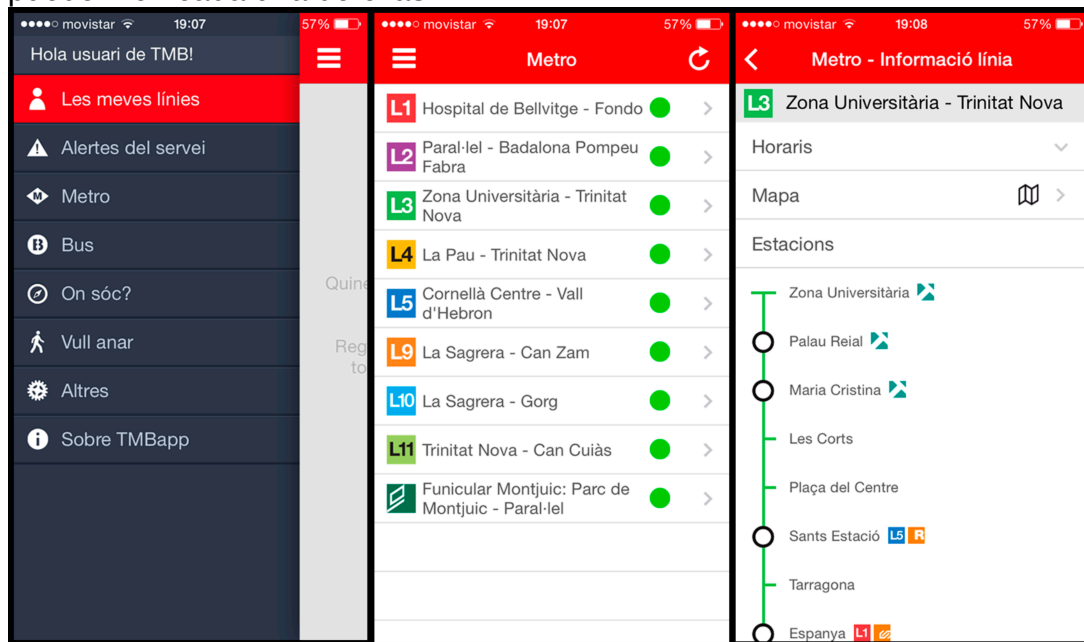 movistar 19:07 57%
Hola usuari de TMB!
Les meves línies
Alertes del servei
M Metro
B Bus
On sóc?
Vull anar
Altres
i Sobre TMBapp
Quine
Reg
to
movistar 19:07 57%
Metro
L1 Hospital de Bellvitge - Fondo
L2 Paral·lel - Badalona Pompeu
Fabra
L3 Zona Universitària - Trinitat
Nova
L4 La Pau - Trinitat Nova
L5 Cornellà Centre - Vall
d'Hebron
L9 La Sagrera - Can Zam
L10 La Sagrera - Gorg
L11 Trinitat Nova - Can Cuiàs
Funicular Montjuic: Parc de
Montjuic - Paral·lel
movistar 19:08 57%
Metro - Informació línia
L3 Zona Universitària - Trinitat Nova
Horaris
Mapa
Estacions
Zona Universitària
Palau Reial
Maria Cristina
Les Corts
Plaça del Centre
Sants Estació L5 R
Tarragona
Espanya L1